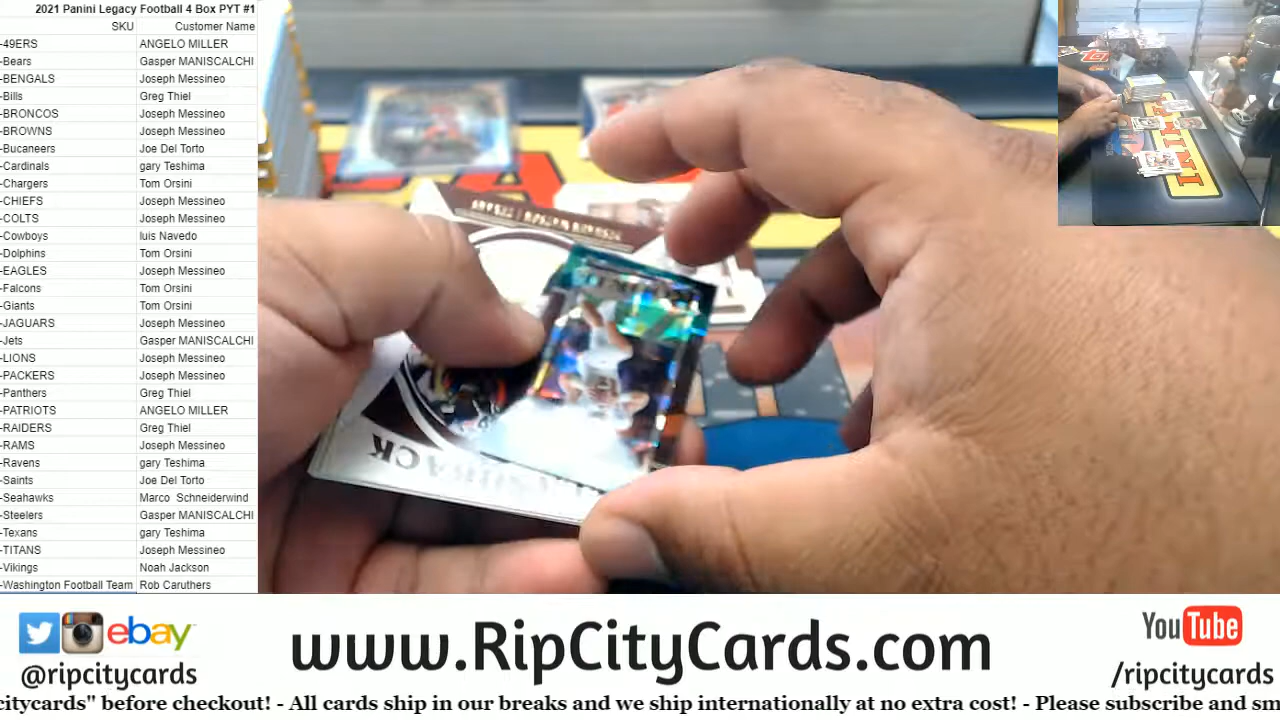 2021 Panini Legacy Football 4 Box PYT #1
SKU Customer Name
-49ERS ANGELO MILLER
-Bears Gasper MANISCALCHI
-BENGALS Joseph Messineo
-Bills Greg Thiel
-BRONCOS Joseph Messineo
-BROWNS Joseph Messineo
-Bucaneers Joe Del Torto
-Cardinals gary Teshima
-Chargers Tom Orsini
-CHIEFS Joseph Messineo
-COLTS Joseph Messineo
-Cowboys luis Navedo
-Dolphins Tom Orsini
-EAGLES Joseph Messineo
-Falcons Tom Orsini
-Giants Tom Orsini
-JAGUARS Joseph Messineo
-Jets Gasper MANISCALCHI
-LIONS Joseph Messineo
-PACKERS Joseph Messineo
-Panthers Greg Thiel
-PATRIOTS ANGELO MILLER
-RAIDERS Greg Thiel
-RAMS Joseph Messineo
-Ravens gary Teshima
-Saints Joe Del Torto
-Seahawks Marco Schneiderwind
-Steelers Gasper MANISCALCHI
-Texans gary Teshima
-TITANS Joseph Messineo
-Vikings Noah Jackson
-Washington Football Team Rob Caruthers
ebay
@ripcitycards
www.RipCityCards.com
YouTube
/ripcitycards
citycards" before checkout! - All cards ship in our breaks and we ship internationally at no extra cost! - Please subscribe and sm